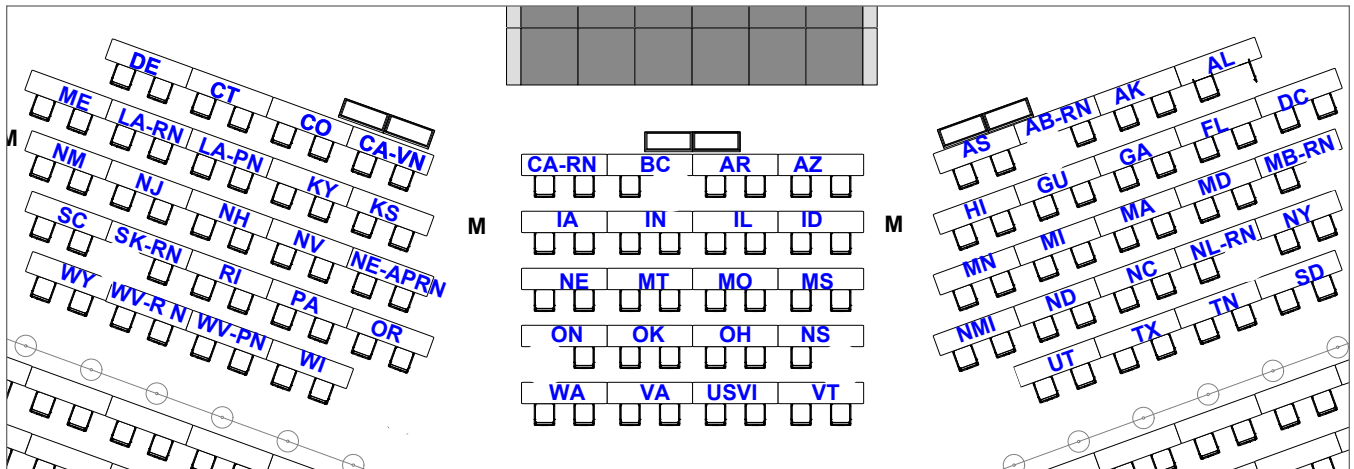 DE CT CO CA-VN
ME LA-RN LA-PN KY KS
M
NM NJ NH NV NE-APRN
SC SK-RN RI PA OR
WY WV-R N WV-PN WI
CA-RN BC AR AZ
M IA IN IL ID M
NE MT MO MS
ON OK OH NS
WA VA USVI VT
AS AB-RN AK AL
HI GU GA FL DC
MN MI MA MD MB-RN
NMI ND NC NL-RN NY
UT TX TN SD